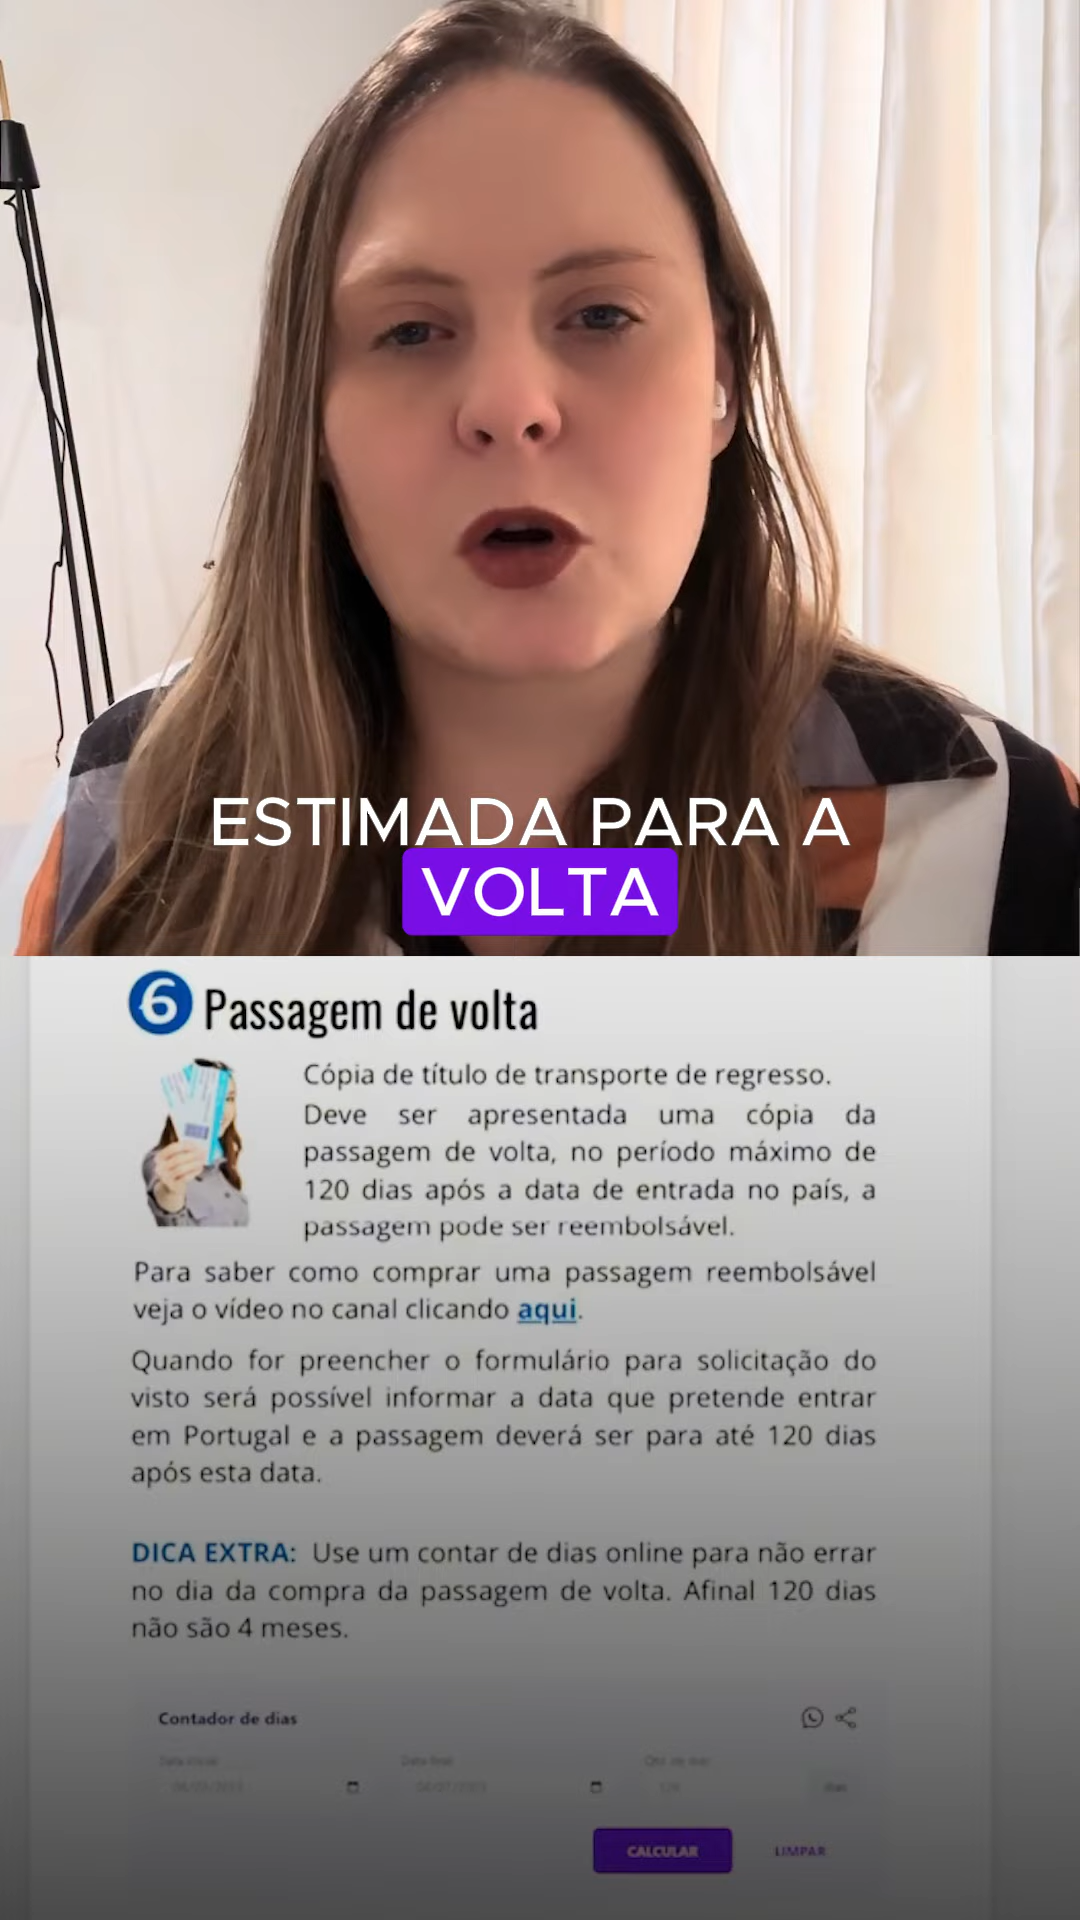 ESTIMADA PARA A
VOLTA
6 Passagem de volta
Cópia de título de transporte de regresso.
Deve ser apresentada uma cópia da
passagem de volta, no período máximo de
120 dias após a data de entrada no país, a
passagem pode ser reembolsável.
Para saber como comprar uma passagem reembolsável
veja o vídeo no canal clicando aqui.
Quando for preencher o formulário para solicitação do
visto será possível informar a data que pretende entrar
em Portugal e a passagem deverá ser para até 120 dias
após esta data.
DICA EXTRA: Use um contar de dias online para não errar
no dia da compra da passagem de volta. Afinal 120 dias
não são 4 meses.
Contador de dias
CALCULAR LIMPAR